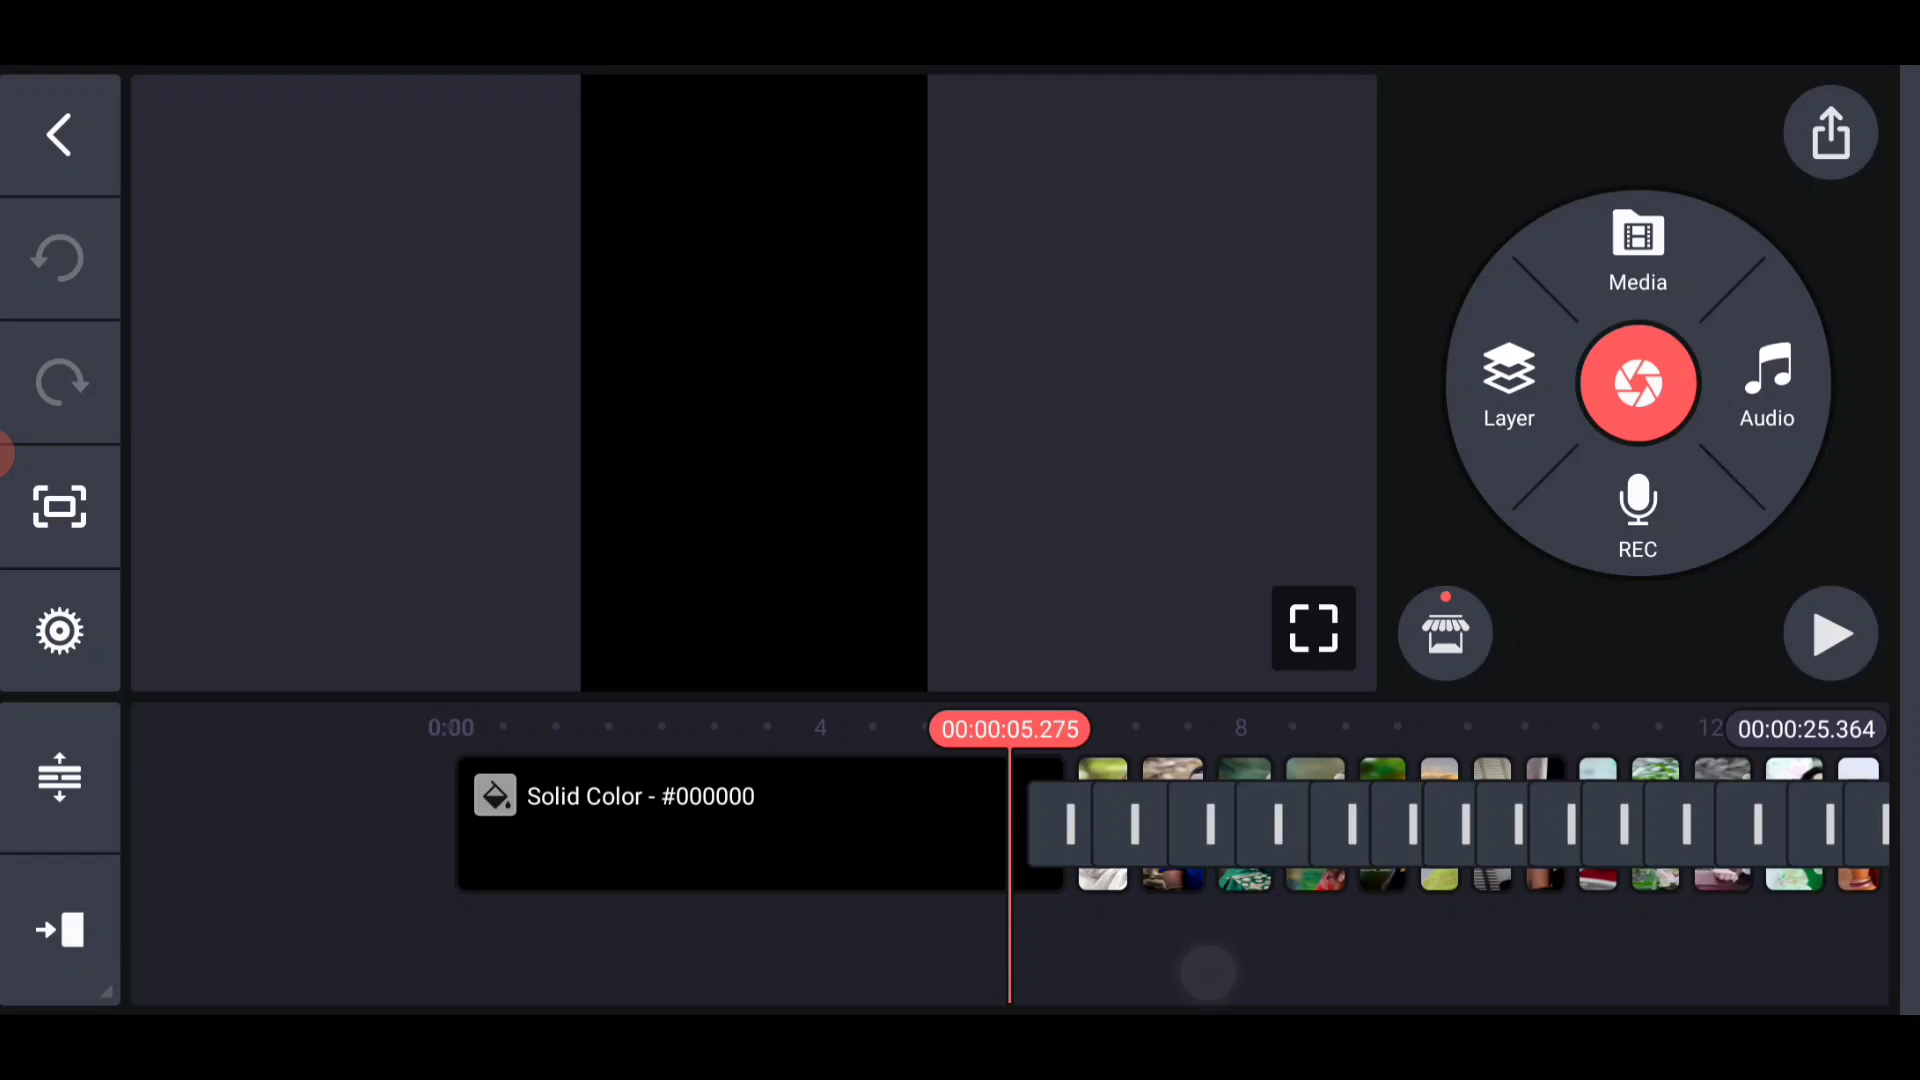 Media
Layer
Audio
REC
0:00
4
00:00:05.275
8
12
00:00:25.364
Solid Color - #000000